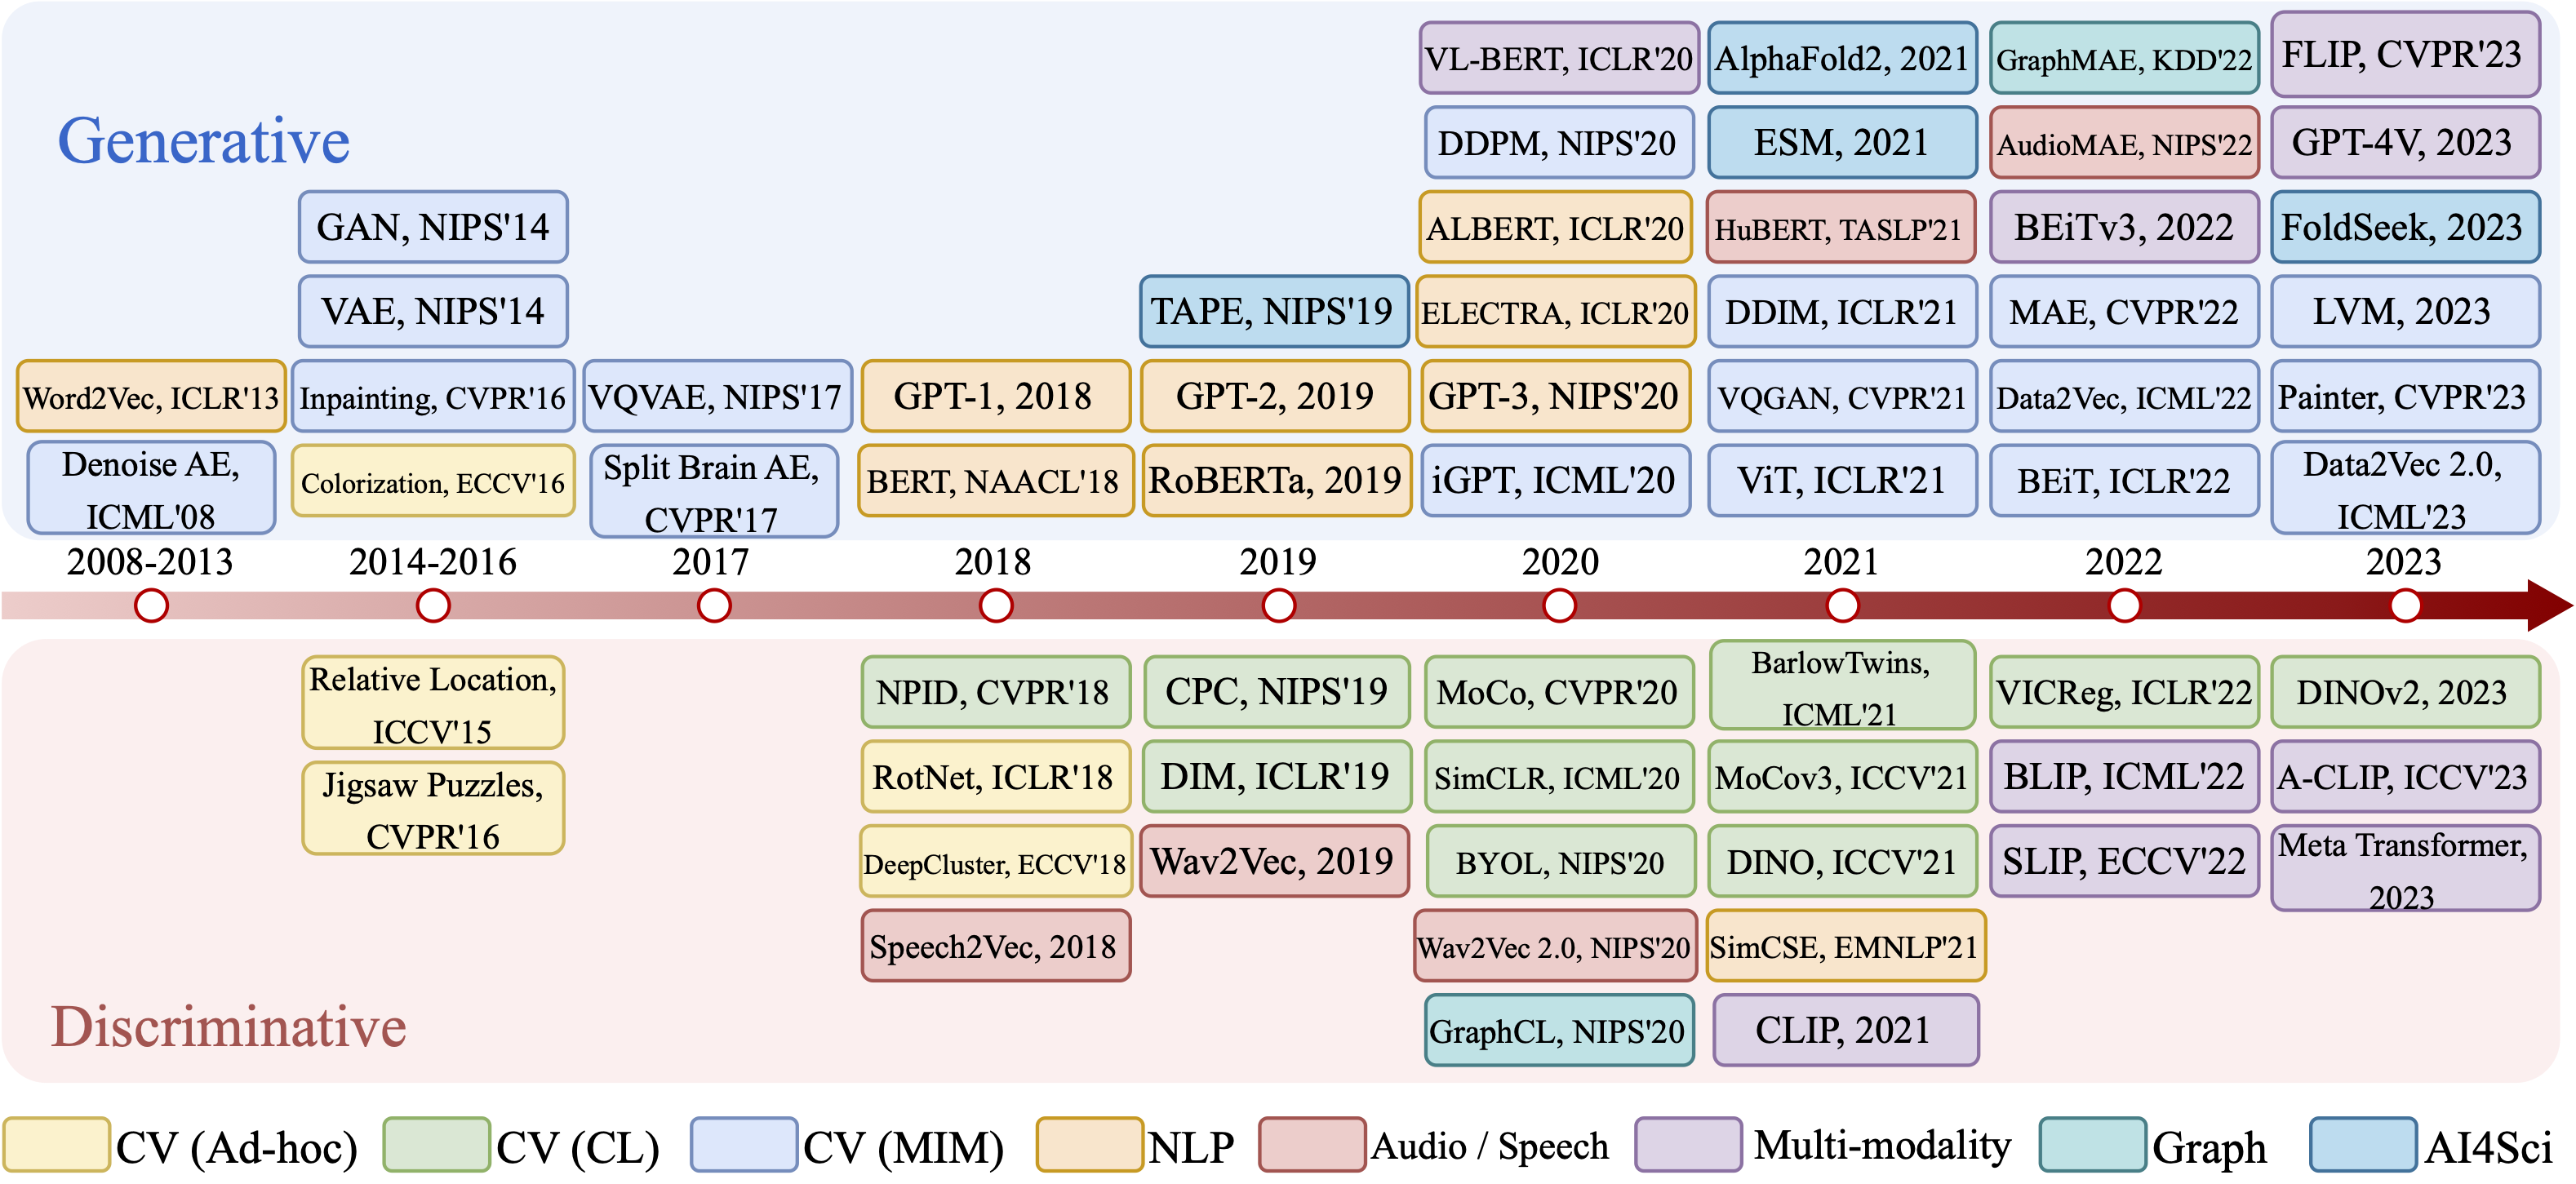 Generative
VL-BERT, ICLR'20
AlphaFold2, 2021
GraphMAE, KDD'22
FLIP, CVPR'23
DDPM, NIPS'20
ESM, 2021
AudioMAE, NIPS'22
GPT-4V, 2023
GAN, NIPS'14
ALBERT, ICLR'20
HuBERT, TASLP'21
BEiTv3, 2022
FoldSeek, 2023
VAE, NIPS'14
TAPE, NIPS'19
ELECTRA, ICLR'20
DDIM, ICLR'21
MAE, CVPR'22
LVM, 2023
Word2Vec, ICLR'13
Inpainting, CVPR'16
VQVAE, NIPS'17
GPT-1, 2018
GPT-2, 2019
GPT-3, NIPS'20
VQGAN, CVPR'21
Data2Vec, ICML'22
Painter, CVPR'23
Denoise AE,
ICML'08
Colorization, ECCV'16
Split Brain AE,
CVPR'17
BERT, NAACL'18
RoBERTa, 2019
iGPT, ICML'20
ViT, ICLR'21
BEiT, ICLR'22
Data2Vec 2.0,
ICML'23
2008-2013
2014-2016
2017
2018
2019
2020
2021
2022
2023
Relative Location,
ICCV'15
NPID, CVPR'18
CPC, NIPS'19
MoCo, CVPR'20
BarlowTwins,
ICML'21
VICReg, ICLR'22
DINOv2, 2023
Jigsaw Puzzles,
CVPR'16
RotNet, ICLR'18
DIM, ICLR'19
SimCLR, ICML'20
MoCov3, ICCV'21
BLIP, ICML'22
A-CLIP, ICCV'23
DeepCluster, ECCV'18
Wav2Vec, 2019
BYOL, NIPS'20
DINO, ICCV'21
SLIP, ECCV'22
Meta Transformer,
2023
Speech2Vec, 2018
Wav2Vec 2.0, NIPS'20
SimCSE, EMNLP'21
Discriminative
GraphCL, NIPS'20
CLIP, 2021
CV (Ad-hoc)
CV (CL)
CV (MIM)
NLP
Audio / Speech
Multi-modality
Graph
AI4Sci